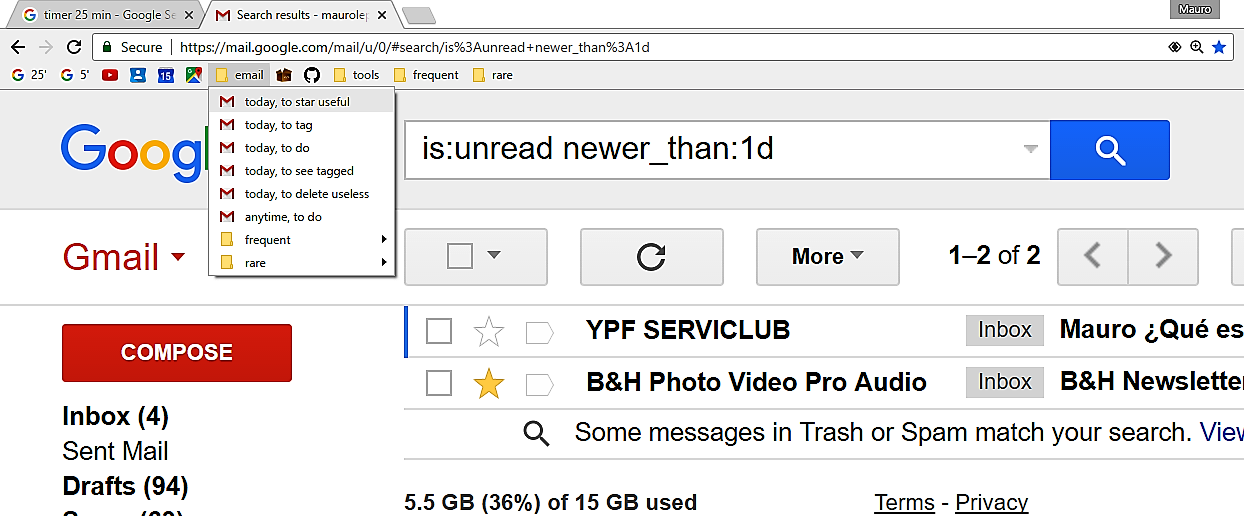 timer 25 min - Google Se
Search results - maurolep
Mauro
Secure https://mail.google.com/mail/u/0/#search/is%3Aunread+newer_than%3A1d
25' 5' 15 email tools frequent rare
today, to star useful
today, to tag
today, to do
today, to see tagged
today, to delete useless
anytime, to do
frequent
rare
Googl
is:unread newer_than:1d
Gmail
More
1–2 of 2
COMPOSE
YPF SERVICLUB Inbox Mauro ¿Qué es
B&H Photo Video Pro Audio Inbox B&H Newslette
Some messages in Trash or Spam match your search. View
Inbox (4)
Sent Mail
Drafts (94)
5.5 GB (36%) of 15 GB used
Terms - Privacy